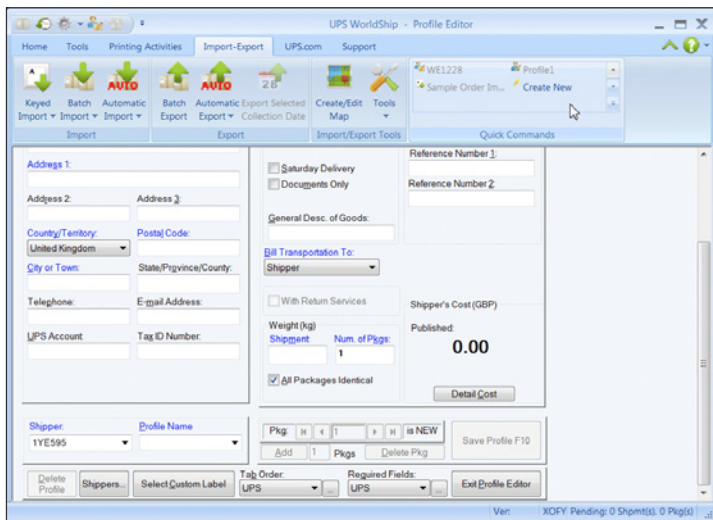 UPS WorldShip - Profile Editor
Home Tools Printing Activities Import-Export UPS.com Support
WE1228 Profile1
Sample Order Im... Create New
AUTO AUTO 28
Keyed Import Batch Import Automatic Import Batch Export Automatic Export Export Selected Collection Date Create/Edit Map Tools
Import Export Import/Export Tools Quick Commands
Address 1: Reference Number 1:
Saturday Delivery
Documents Only Reference Number 2:
Address 2: Address 3:
General Desc. of Goods:
Country/Territory: Postal Code:
United Kingdom Bill Transportation To:
City or Town: State/Province/County: Shipper
Telephone: E-mail Address: With Return Services Shipper's Cost (GBP)
Weight (kg) Published:
UPS Account Tax ID Number: Shipment Num. of Pkgs: 0.00
1
All Packages Identical
Detail Cost
Shipper: Profile Name Pkg: 1 is NEW
1YE595 Save Profile F10
Add 1 Pkgs Delete Pkg
Delete Profile Shippers... Select Custom Label Tab Order: Required Fields: Exit Profile Editor
UPS ... UPS ...
Ver: XOFY Pending: 0 Shpmt(s). 0 Pkg(s)